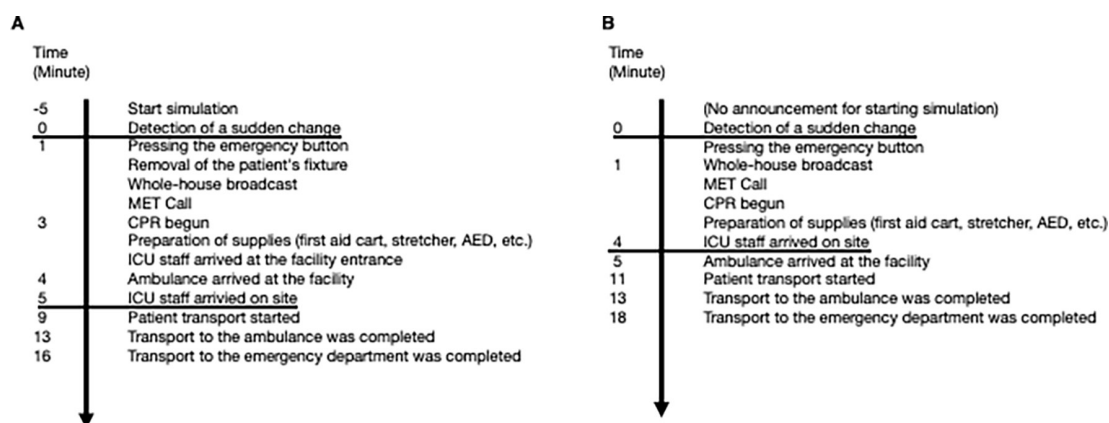 A
Time
(Minute)
-5 Start simulation
0 Detection of a sudden change
1 Pressing the emergency button
Removal of the patient's fixture
Whole-house broadcast
MET Call
3 CPR begun
Preparation of supplies (first aid cart, stretcher, AED, etc.)
ICU staff arrived at the facility entrance
4 Ambulance arrived at the facility
5 ICU staff arrivied on site
9 Patient transport started
13 Transport to the ambulance was completed
16 Transport to the emergency department was completed
B
Time
(Minute)
(No announcement for starting simulation)
0 Detection of a sudden change
Pressing the emergency button
1 Whole-house broadcast
MET Call
CPR begun
Preparation of supplies (first aid cart, stretcher, AED, etc.)
4 ICU staff arrived on site
5 Ambulance arrived at the facility
11 Patient transport started
13 Transport to the ambulance was completed
18 Transport to the emergency department was completed